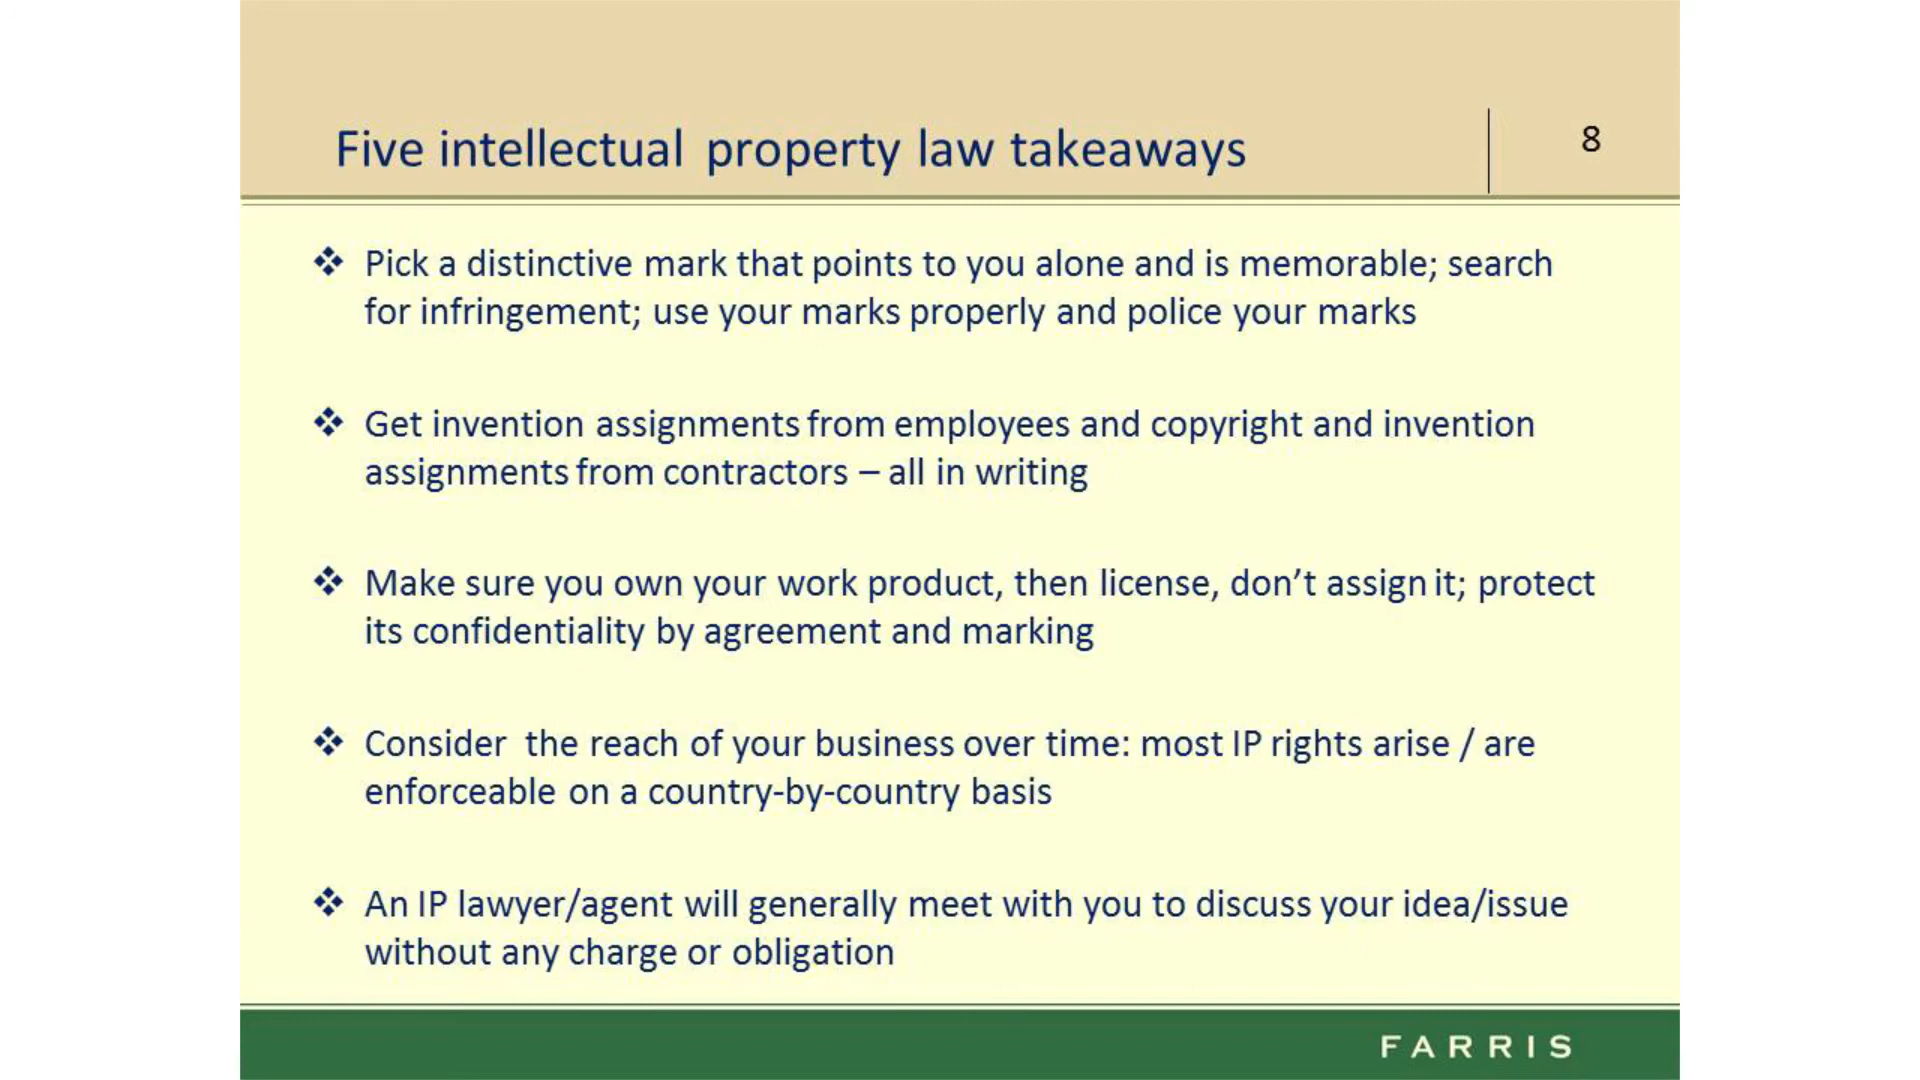 Five intellectual property law takeaways
8
❖ Pick a distinctive mark that points to you alone and is memorable; search
for infringement; use your marks properly and police your marks
❖ Get invention assignments from employees and copyright and invention
assignments from contractors – all in writing
❖ Make sure you own your work product, then license, don’t assign it; protect
its confidentiality by agreement and marking
❖ Consider the reach of your business over time: most IP rights arise / are
enforceable on a country-by-country basis
❖ An IP lawyer/agent will generally meet with you to discuss your idea/issue
without any charge or obligation
FARRIS